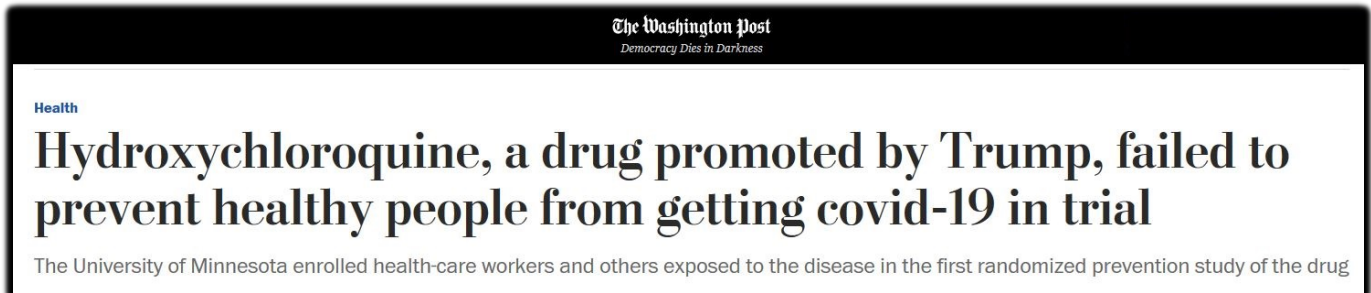 The Washington Post
Democracy Dies in Darkness
Health
Hydroxychloroquine, a drug promoted by Trump, failed to
prevent healthy people from getting covid-19 in trial
The University of Minnesota enrolled health-care workers and others exposed to the disease in the first randomized prevention study of the drug